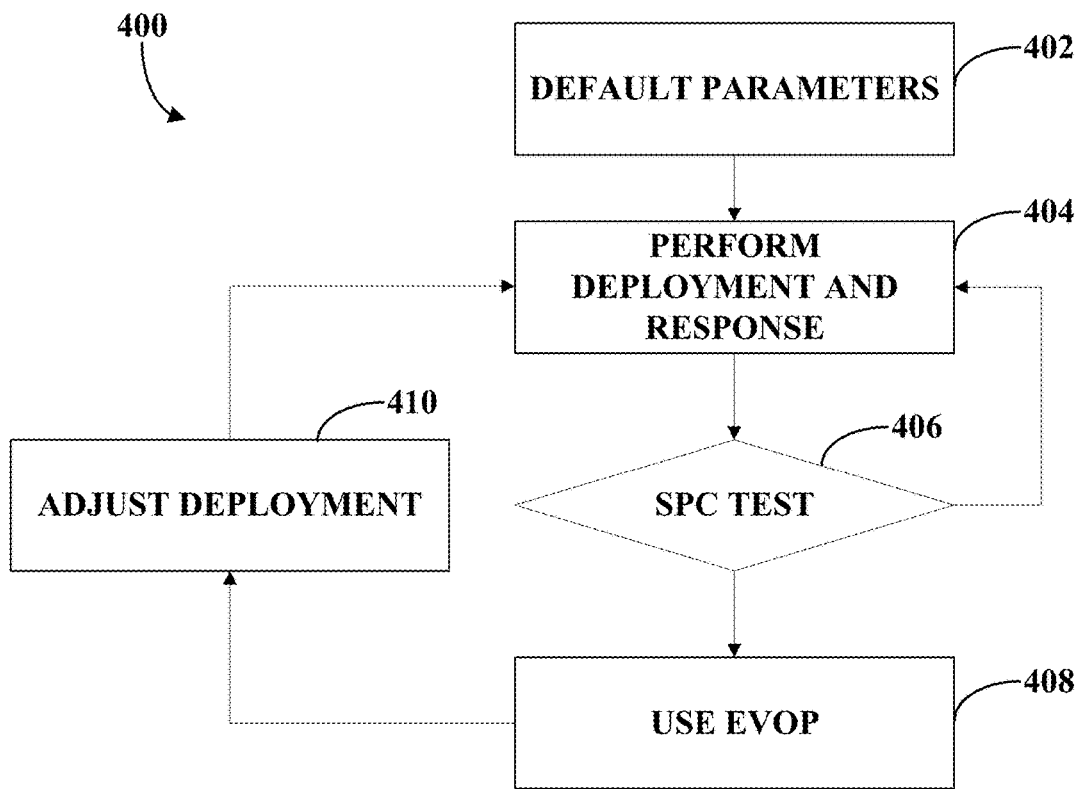 400
402
DEFAULT PARAMETERS
404
PERFORM
DEPLOYMENT AND
RESPONSE
410
406
ADJUST DEPLOYMENT
SPC TEST
408
USE EVOP